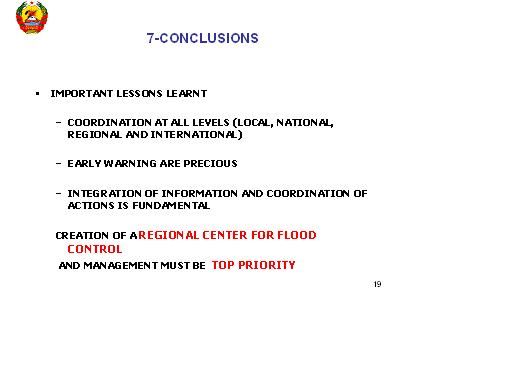 7-CONCLUSIONS
• IMPORTANT LESSONS LEARNT
– COORDINATION AT ALL LEVELS (LOCAL, NATIONAL,
REGIONAL AND INTERNATIONAL)
– EARLY WARNING ARE PRECIOUS
– INTEGRATION OF INFORMATION AND COORDINATION OF
ACTIONS IS FUNDAMENTAL
CREATION OF A REGIONAL CENTER FOR FLOOD
CONTROL
AND MANAGEMENT MUST BE TOP PRIORITY
19